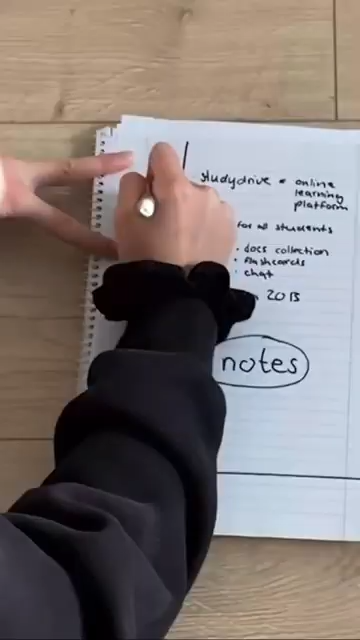 studydrive = online
learning
platform
for all students
• docs collection
• flashcards
• chat
2013
notes